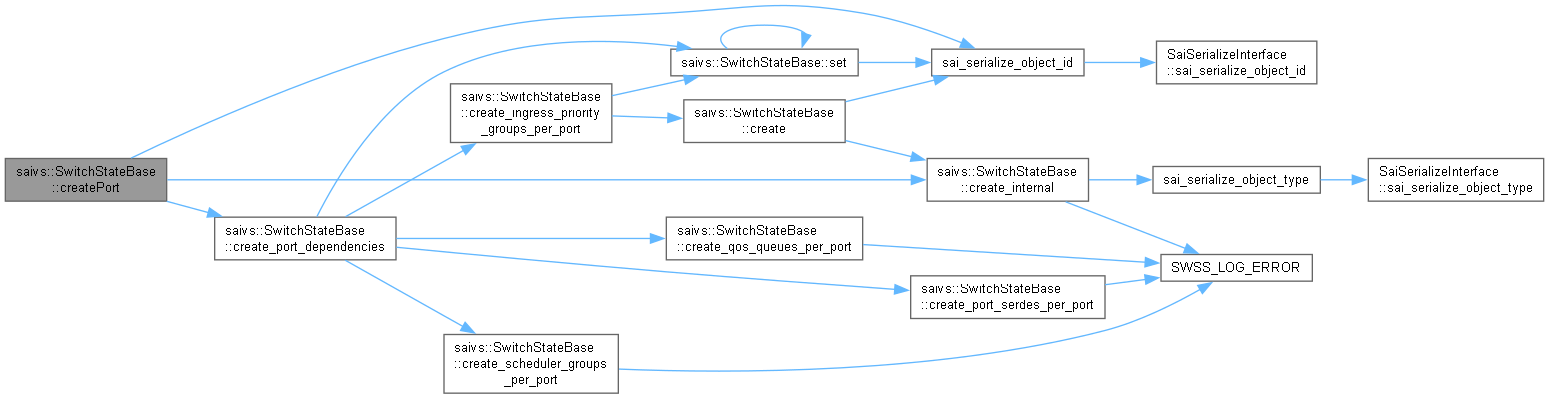 saivs::SwitchStateBase
::createPort
saivs::SwitchStateBase
::create_port_dependencies
saivs::SwitchStateBase
::create_ingress_priority
_groups_per_port
saivs::SwitchStateBase::set
saivs::SwitchStateBase
::create
sai_serialize_object_id
SaiSerializeInterface
::sai_serialize_object_id
saivs::SwitchStateBase
::create_internal
sai_serialize_object_type
SaiSerializeInterface
::sai_serialize_object_type
saivs::SwitchStateBase
::create_qos_queues_per_port
SWSS_LOG_ERROR
saivs::SwitchStateBase
::create_port_serdes_per_port
saivs::SwitchStateBase
::create_scheduler_groups
_per_port